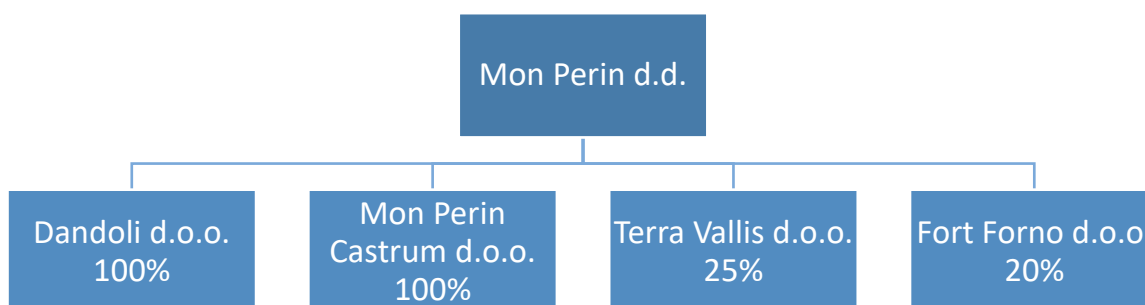 Mon Perin d.d.
Dandoli d.o.o.
100%
Mon Perin
Castrum d.o.o.
100%
Terra Vallis d.o.o.
25%
Fort Forno d.o.o
20%